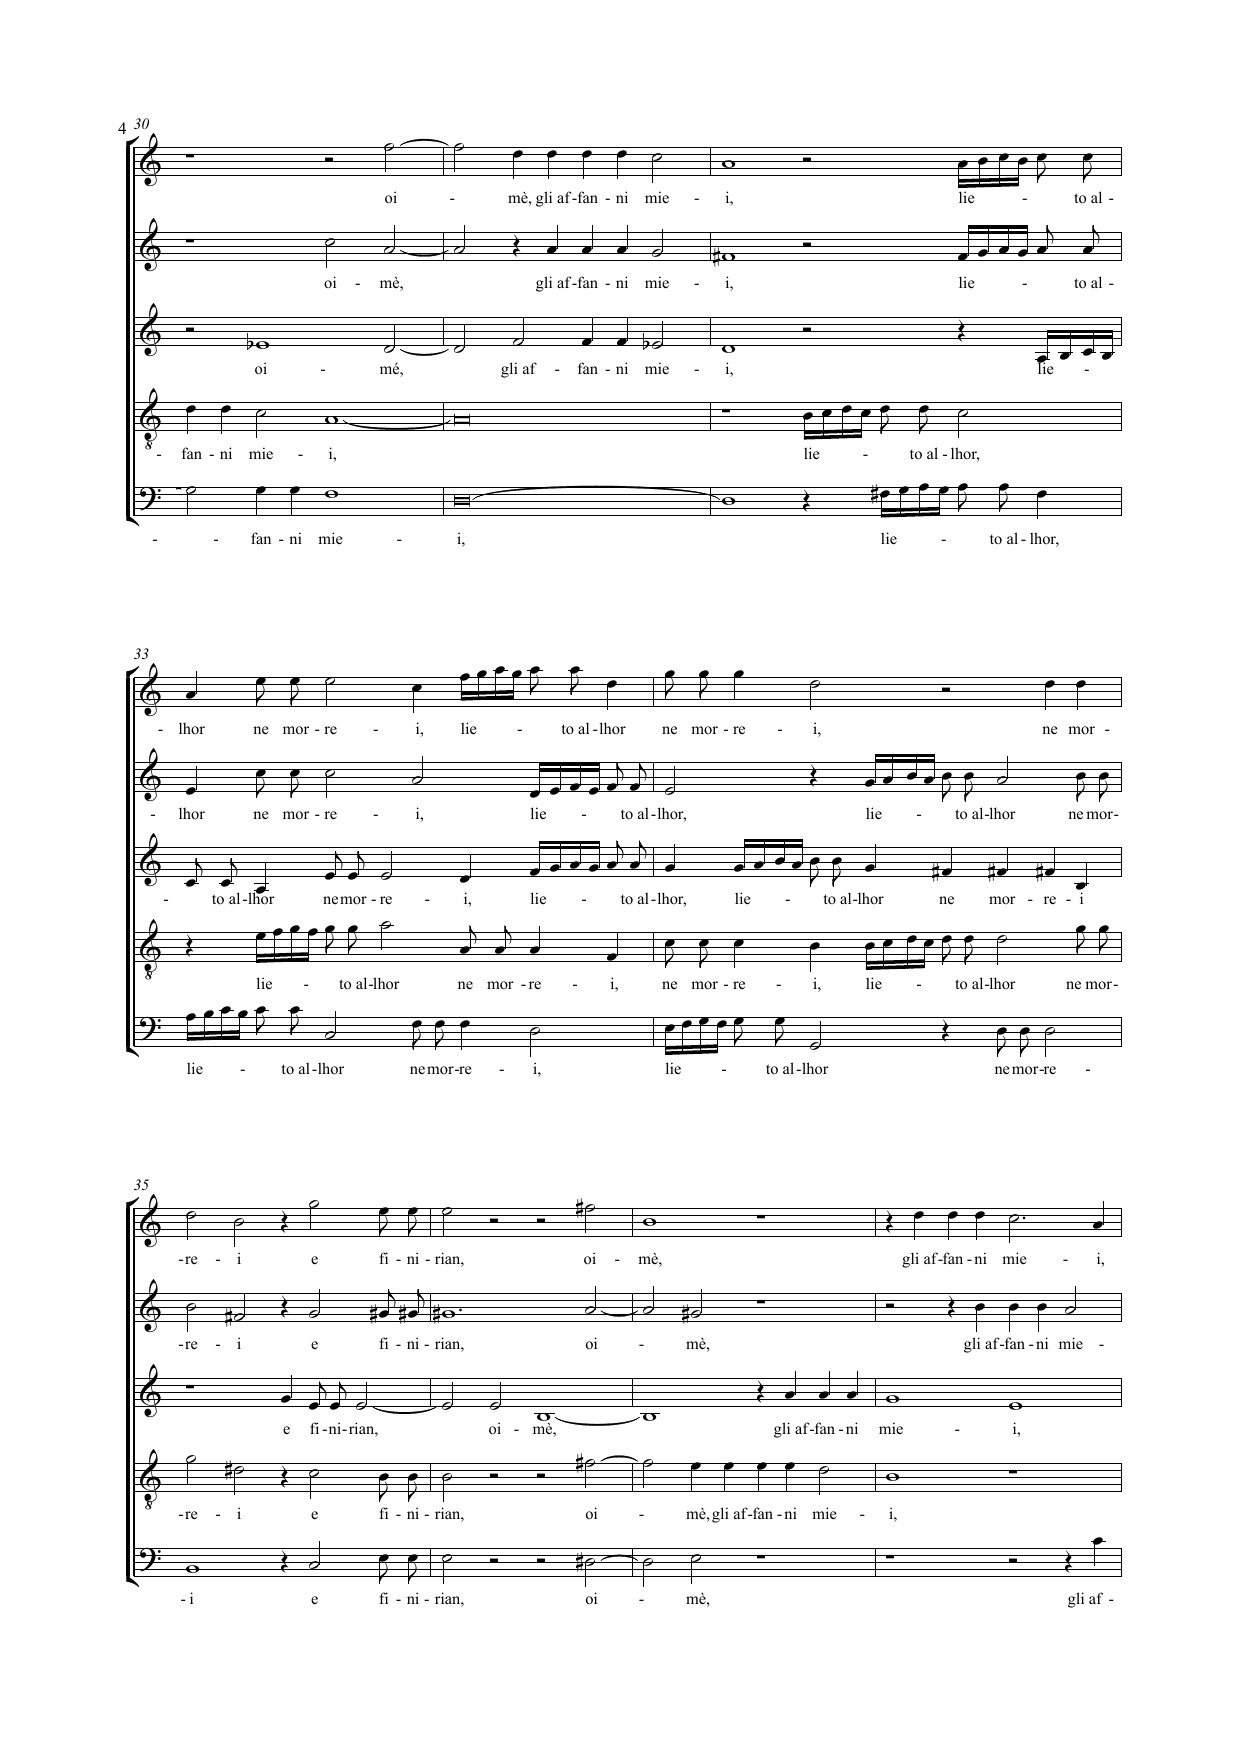 4 30
oi - mè, gli af - fan - ni mie - i, lie - to al -
oi - mè, gli af - fan - ni mie - i, lie - to al -
oi - mé, gli af - fan - ni mie - i, lie -
- fan - ni mie - i, lie - to al - lhor,
- - fan - ni mie - i, lie - to al - lhor,
33
- lhor ne mor - re - i, lie - to al - lhor ne mor - re - i, ne mor -
- lhor ne mor - re - i, lie - to al - lhor, lie - to al - lhor ne mor -
- to al - lhor ne mor - re - i, lie - to al - lhor, lie - to al - lhor ne mor - re - i
lie - to al - lhor ne mor - re - i, ne mor - re - i, lie - to al - lhor ne mor -
lie - to al - lhor ne mor - re - i, lie - to al - lhor ne mor - re -
35
- re - i e fi - ni - rian, oi - mè, gli af - fan - ni mie - i,
- re - i e fi - ni - rian, oi - mè, gli af - fan - ni mie -
e fi - ni - rian, oi - mè, gli af - fan - ni mie - i,
- re - i e fi - ni - rian, oi - mè, gli af - fan - ni mie - i,
- i e fi - ni - rian, oi - mè, gli af -